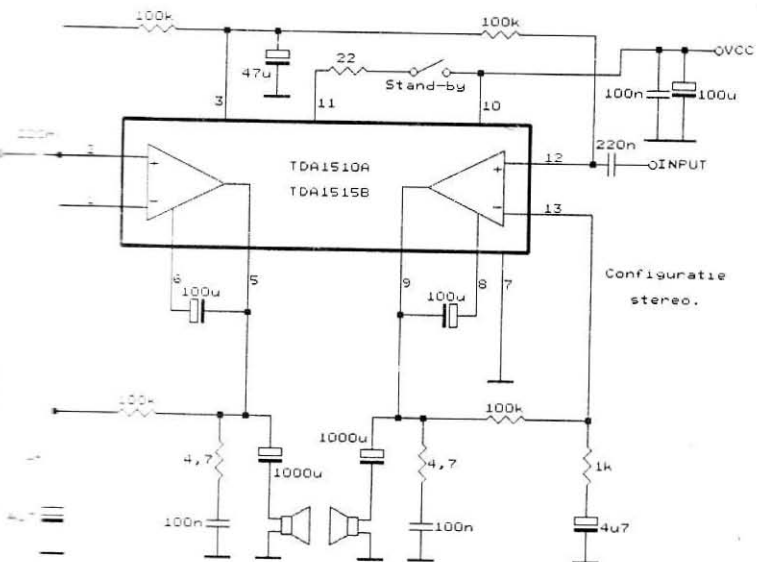 100k
100k
47u
22
Stand-by
VCC
100n
100u
3
11
10
TDA1510A
TDA1515B
12
220n
INPUT
13
6
5
9
8
7
100u
100u
Configuratie
stereo.
100k
100k
1000u
1000u
4,7
4,7
1k
100n
100n
4u7